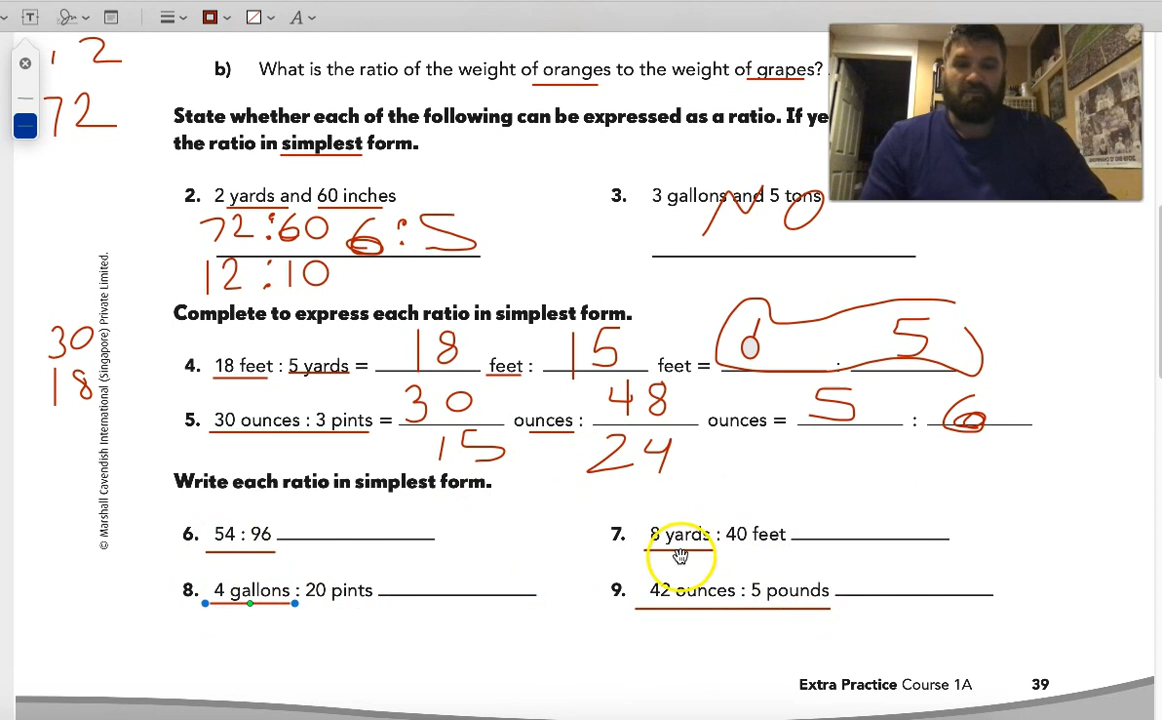 12
b) What is the ratio of the weight of oranges to the weight of grapes?
72
State whether each of the following can be expressed as a ratio. If ye
the ratio in simplest form.
2. 2 yards and 60 inches
3. 3 gallons and 5 tons
NO
72:60 6:5
12:10
Complete to express each ratio in simplest form.
30
18
4. 18 feet : 5 yards = 18 feet : 15 feet = 6 : 5
5. 30 ounces : 3 pints = 30 ounces : 48 ounces = 5 : 6
15 24
Write each ratio in simplest form.
6. 54 : 96
7. 8 yards : 40 feet
8. 4 gallons : 20 pints
9. 42 ounces : 5 pounds
© Marshall Cavendish International (Singapore) Private Limited.
Extra Practice Course 1A 39